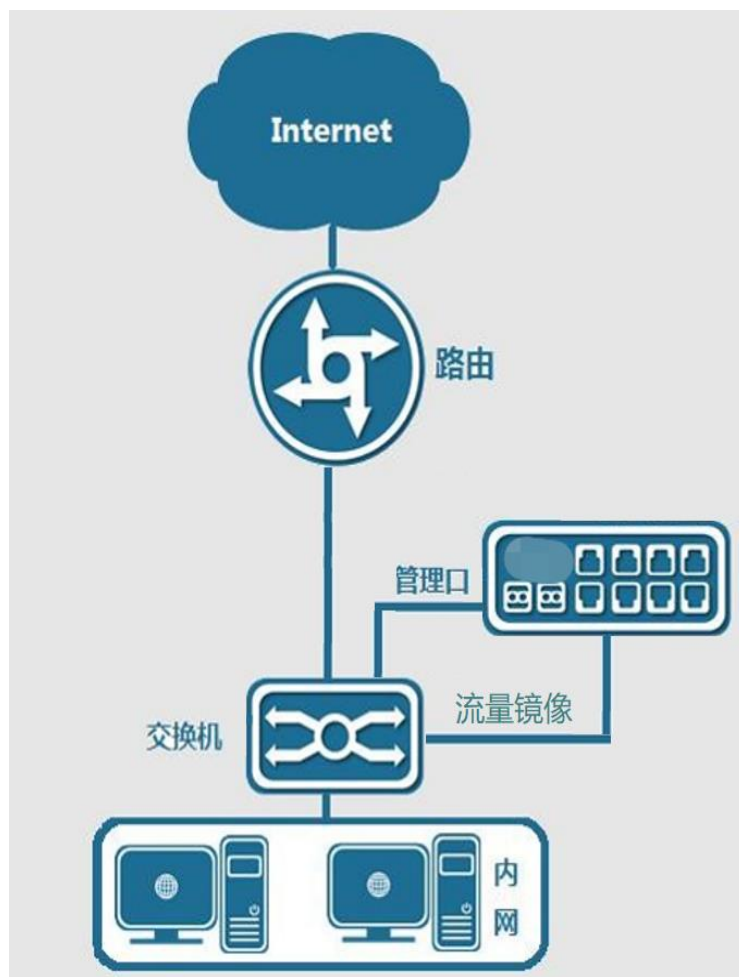 Internet
路由
管理口
流量镜像
交换机
内
网